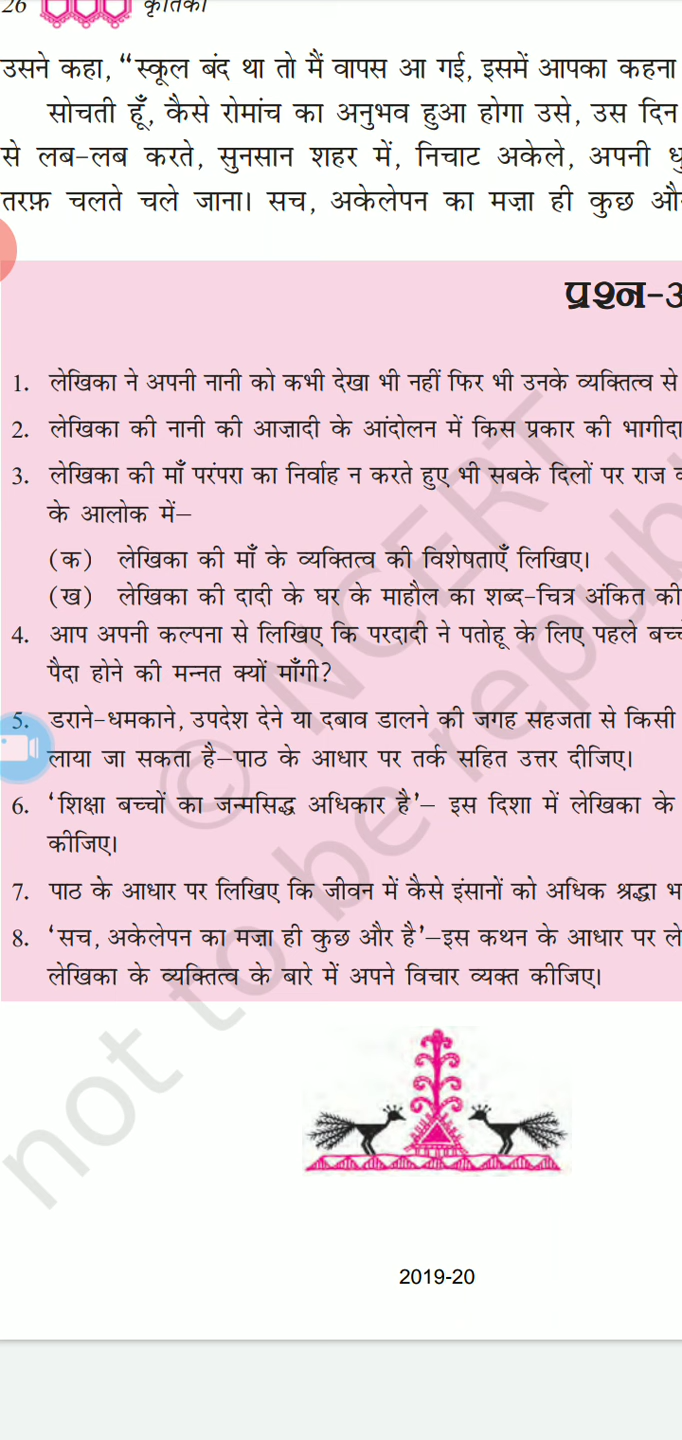 26 कृतिका
उसने कहा, “स्कूल बंद था तो मैं वापस आ गई, इसमें आपका कहना
सोचती हूँ, कैसे रोमांच का अनुभव हुआ होगा उसे, उस दिन
से लब-लब करते, सुनसान शहर में, निचाट अकेले, अपनी
तरफ़ चलते चले जाना। सच, अकेलेपन का मज़ा ही कुछ
प्रश्न-अ
1. लेखिका ने अपनी नानी को कभी देखा भी नहीं फिर भी उनके व्यक्तित्व से
2. लेखिका की नानी की आज़ादी के आंदोलन में किस प्रकार की भागीदा
3. लेखिका की माँ परंपरा का निर्वाह न करते हुए भी सबके दिलों पर राज
के आलोक में–
(क) लेखिका की माँ के व्यक्तित्व की विशेषताएँ लिखिए।
(ख) लेखिका की दादी के घर के माहौल का शब्द-चित्र अंकित की
4. आप अपनी कल्पना से लिखिए कि परदादी ने पतोहू के लिए पहले बच्चे
पैदा होने की मन्नत क्यों माँगी?
5. डराने-धमकाने, उपदेश देने या दबाव डालने की जगह सहजता से किसी
लाया जा सकता है–पाठ के आधार पर तर्क सहित उत्तर दीजिए।
6. ‘शिक्षा बच्चों का जन्मसिद्ध अधिकार है’– इस दिशा में लेखिका के
कीजिए।
7. पाठ के आधार पर लिखिए कि जीवन में कैसे इंसानों को अधिक श्रद्धा
8. ‘सच, अकेलेपन का मज़ा ही कुछ और है’–इस कथन के आधार पर
लेखिका के व्यक्तित्व के बारे में अपने विचार व्यक्त कीजिए।
© NCERT
not to be republ
2019-20